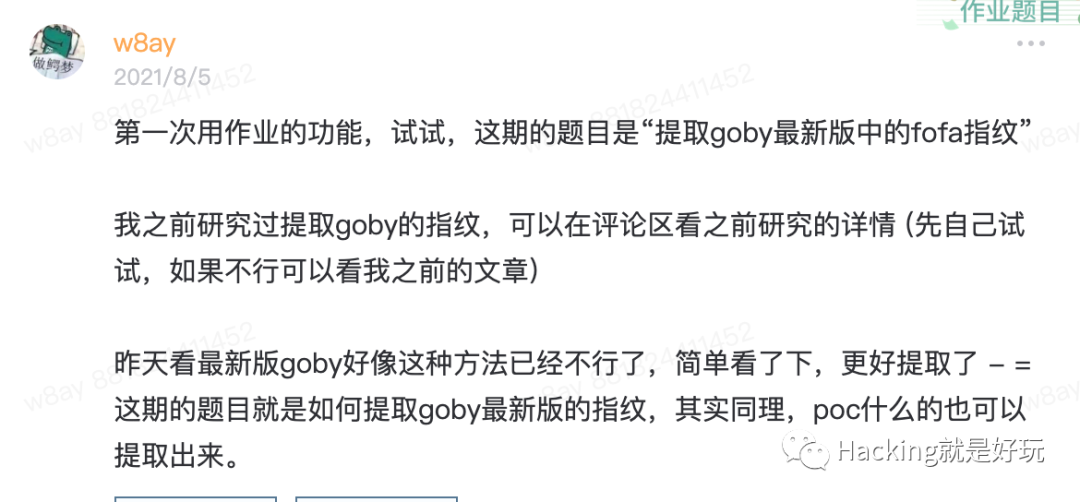 作业题目
w8ay
2021/8/5
第一次用作业的功能，试试，这期的题目是“提取goby最新版中的fofa指纹”
我之前研究过提取goby的指纹，可以在评论区看之前研究的详情 (先自己试
试，如果不行可以看我之前的文章)
昨天看最新版goby好像这种方法已经不行了，简单看了下，更好提取了 - =
这期的题目就是如何提取goby最新版的指纹，其实同理，poc什么的也可以
提取出来。
做鳄梦
w8ay 881824411452
881824411452
w8ay
w8ay 881824411452
w8ay 881824411452
w8ay
Hacking就是好玩